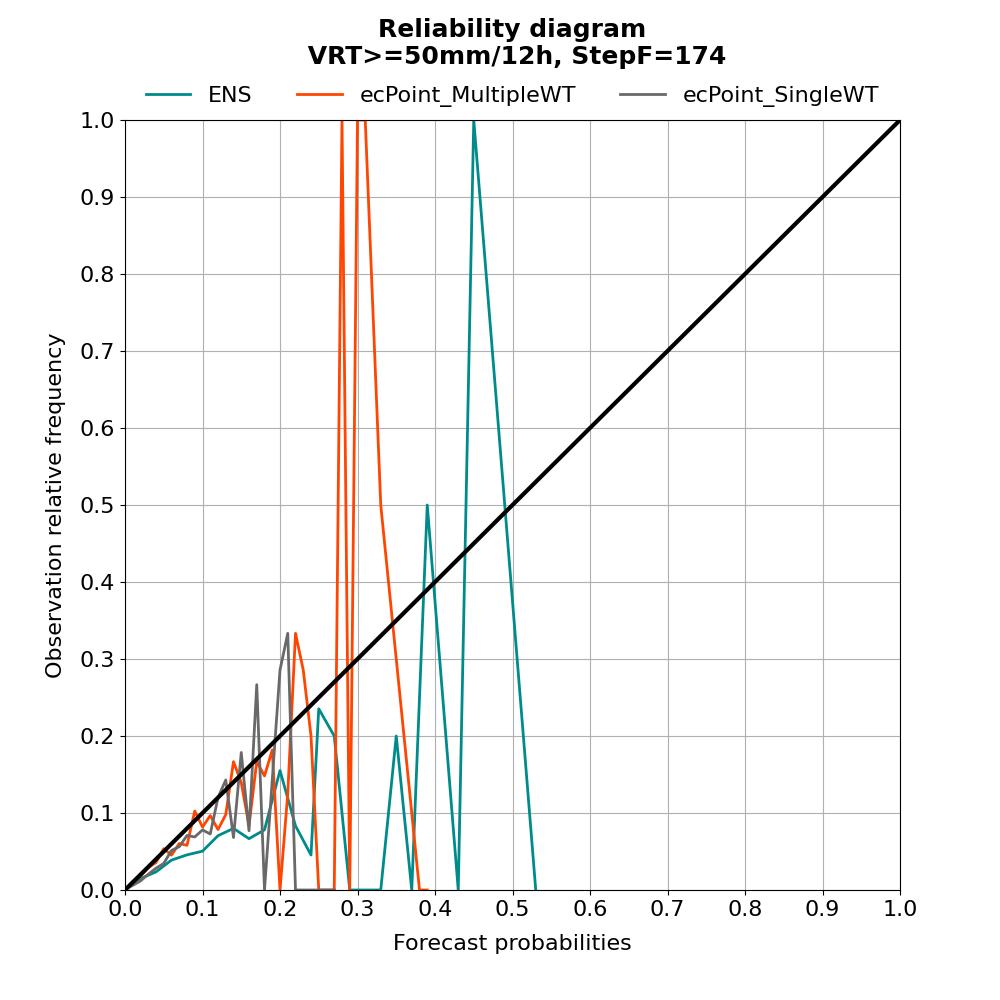 Reliability diagram
VRT>=50mm/12h, StepF=174
ENS ecPoint_MultipleWT ecPoint_SingleWT
1.0
0.9
0.8
0.7
0.6
0.5
0.4
0.3
0.2
0.1
0.0
Observation relative frequency
0.0 0.1 0.2 0.3 0.4 0.5 0.6 0.7 0.8 0.9 1.0
Forecast probabilities